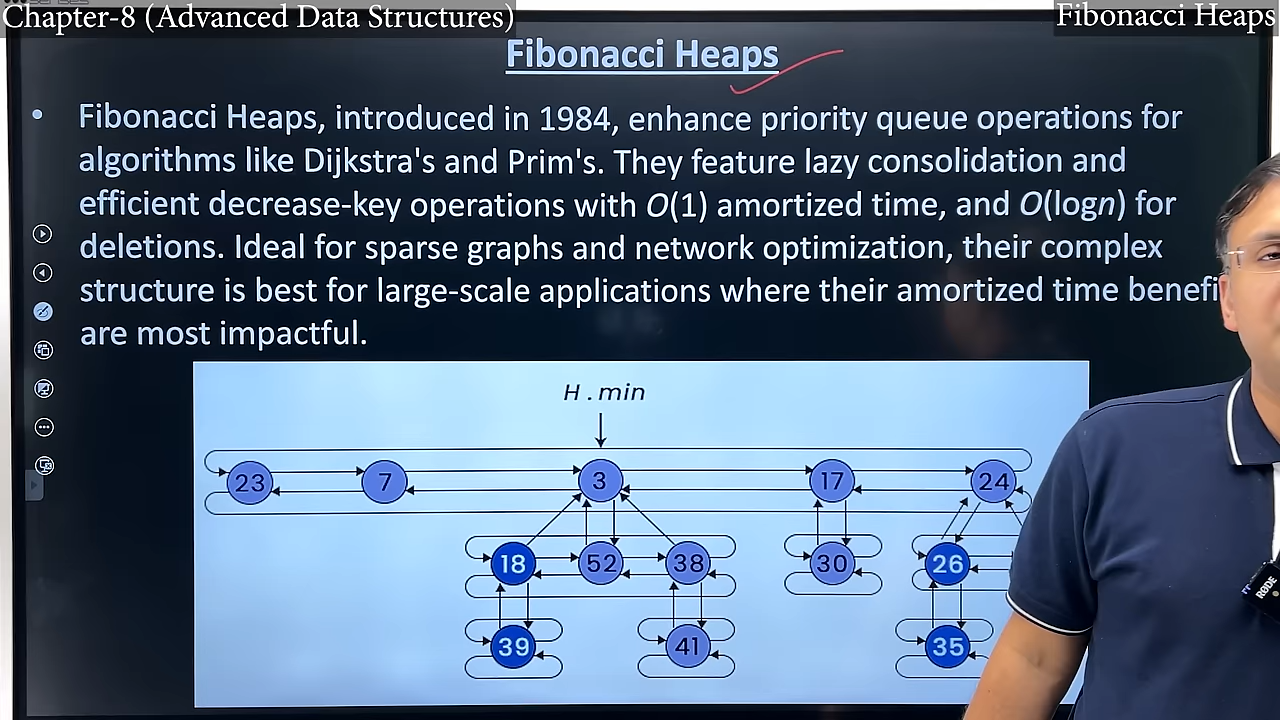 Chapter-8 (Advanced Data Structures)
Fibonacci Heaps
Fibonacci Heaps
• Fibonacci Heaps, introduced in 1984, enhance priority queue operations for
algorithms like Dijkstra's and Prim's. They feature lazy consolidation and
efficient decrease-key operations with O(1) amortized time, and O(logn) for
deletions. Ideal for sparse graphs and network optimization, their complex
structure is best for large-scale applications where their amortized time
are most impactful.
H.min
23 7 3 17 24
18 52 38 30 26
39 41 35
RØDE